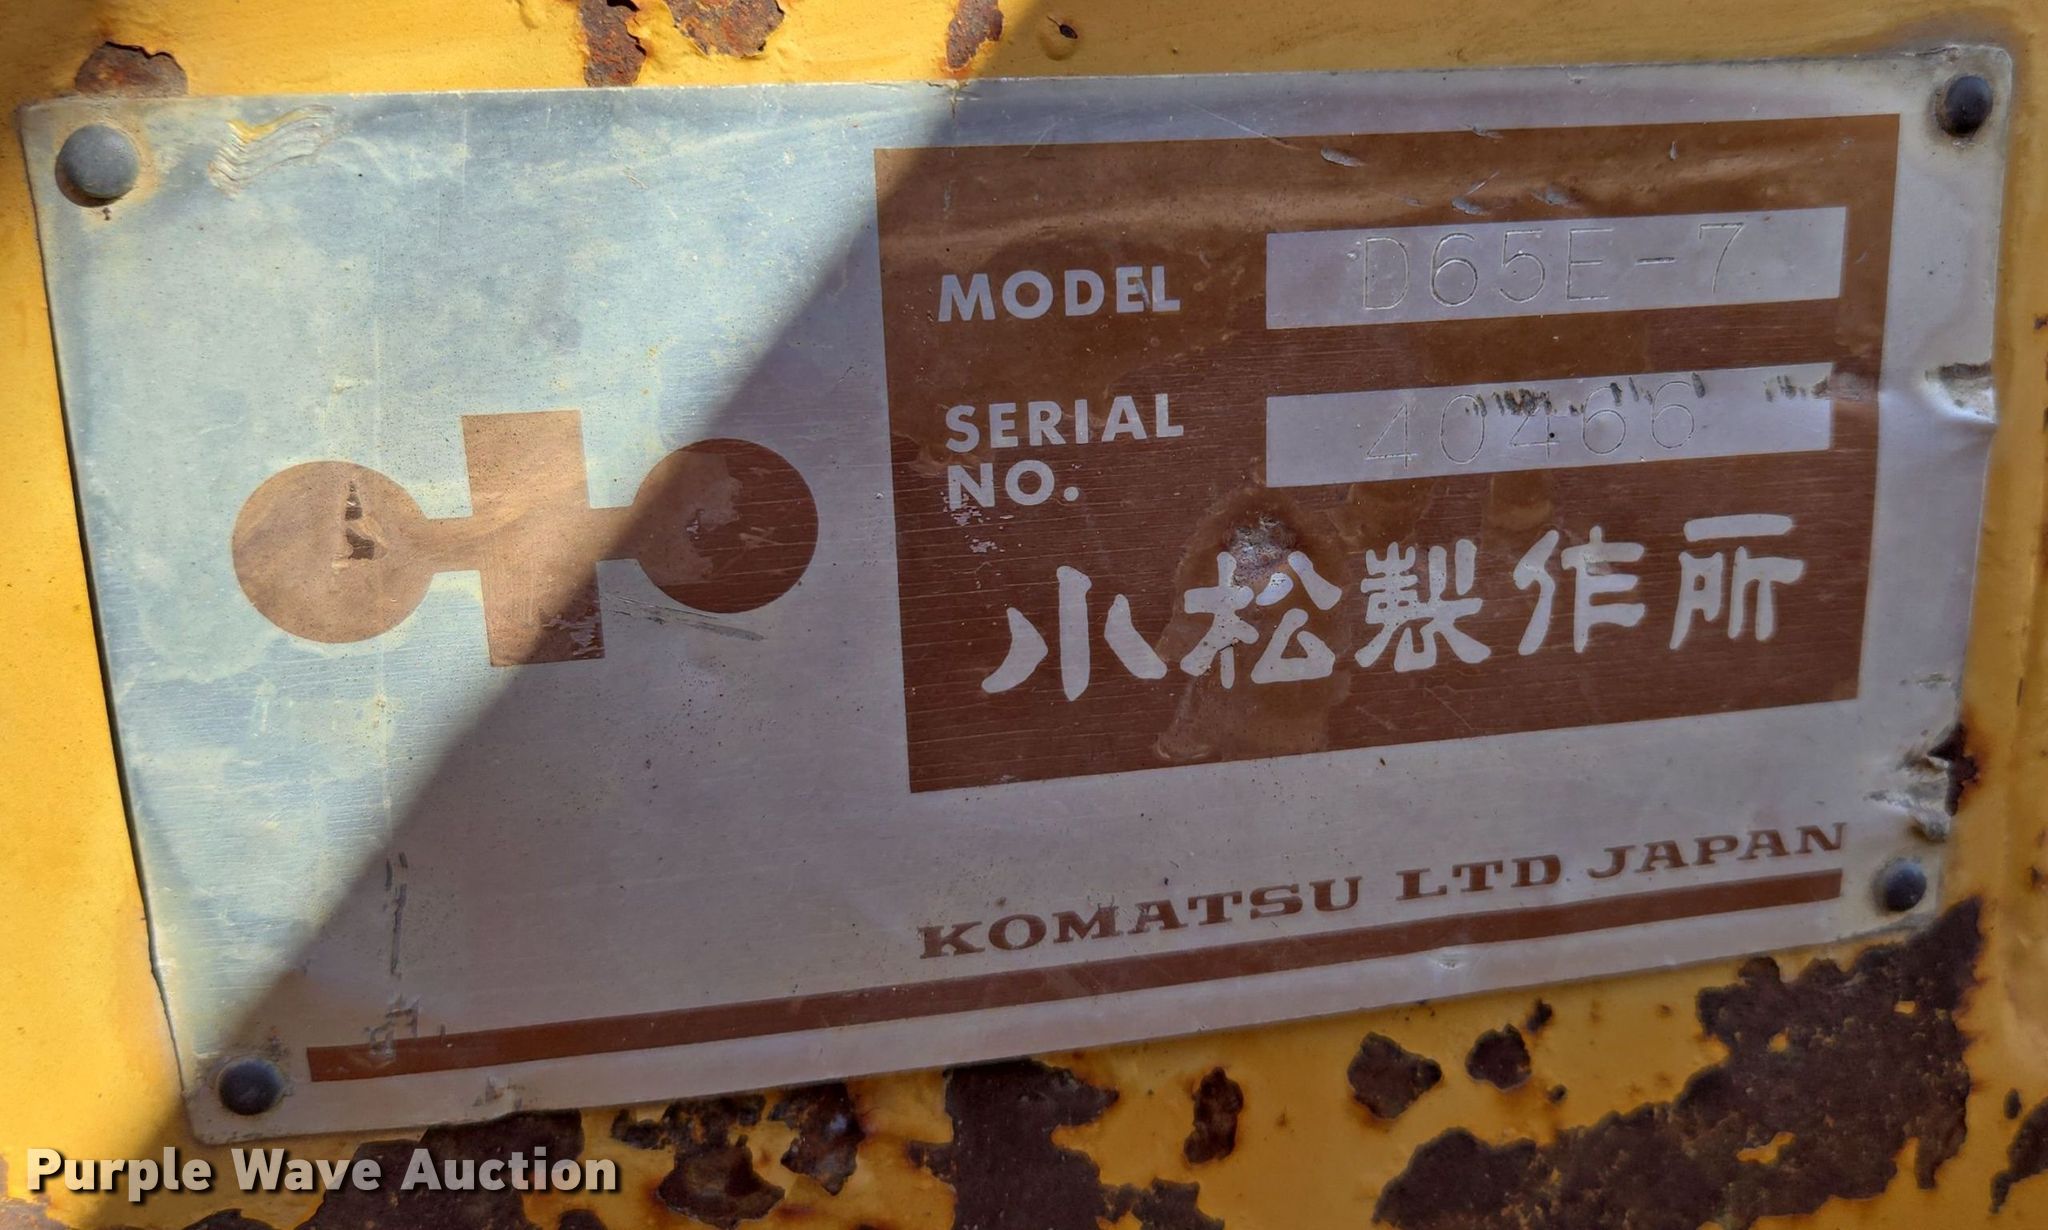 MODEL D65E-7
SERIAL NO. 40466
小松製作所
KOMATSU LTD JAPAN
Purple Wave Auction